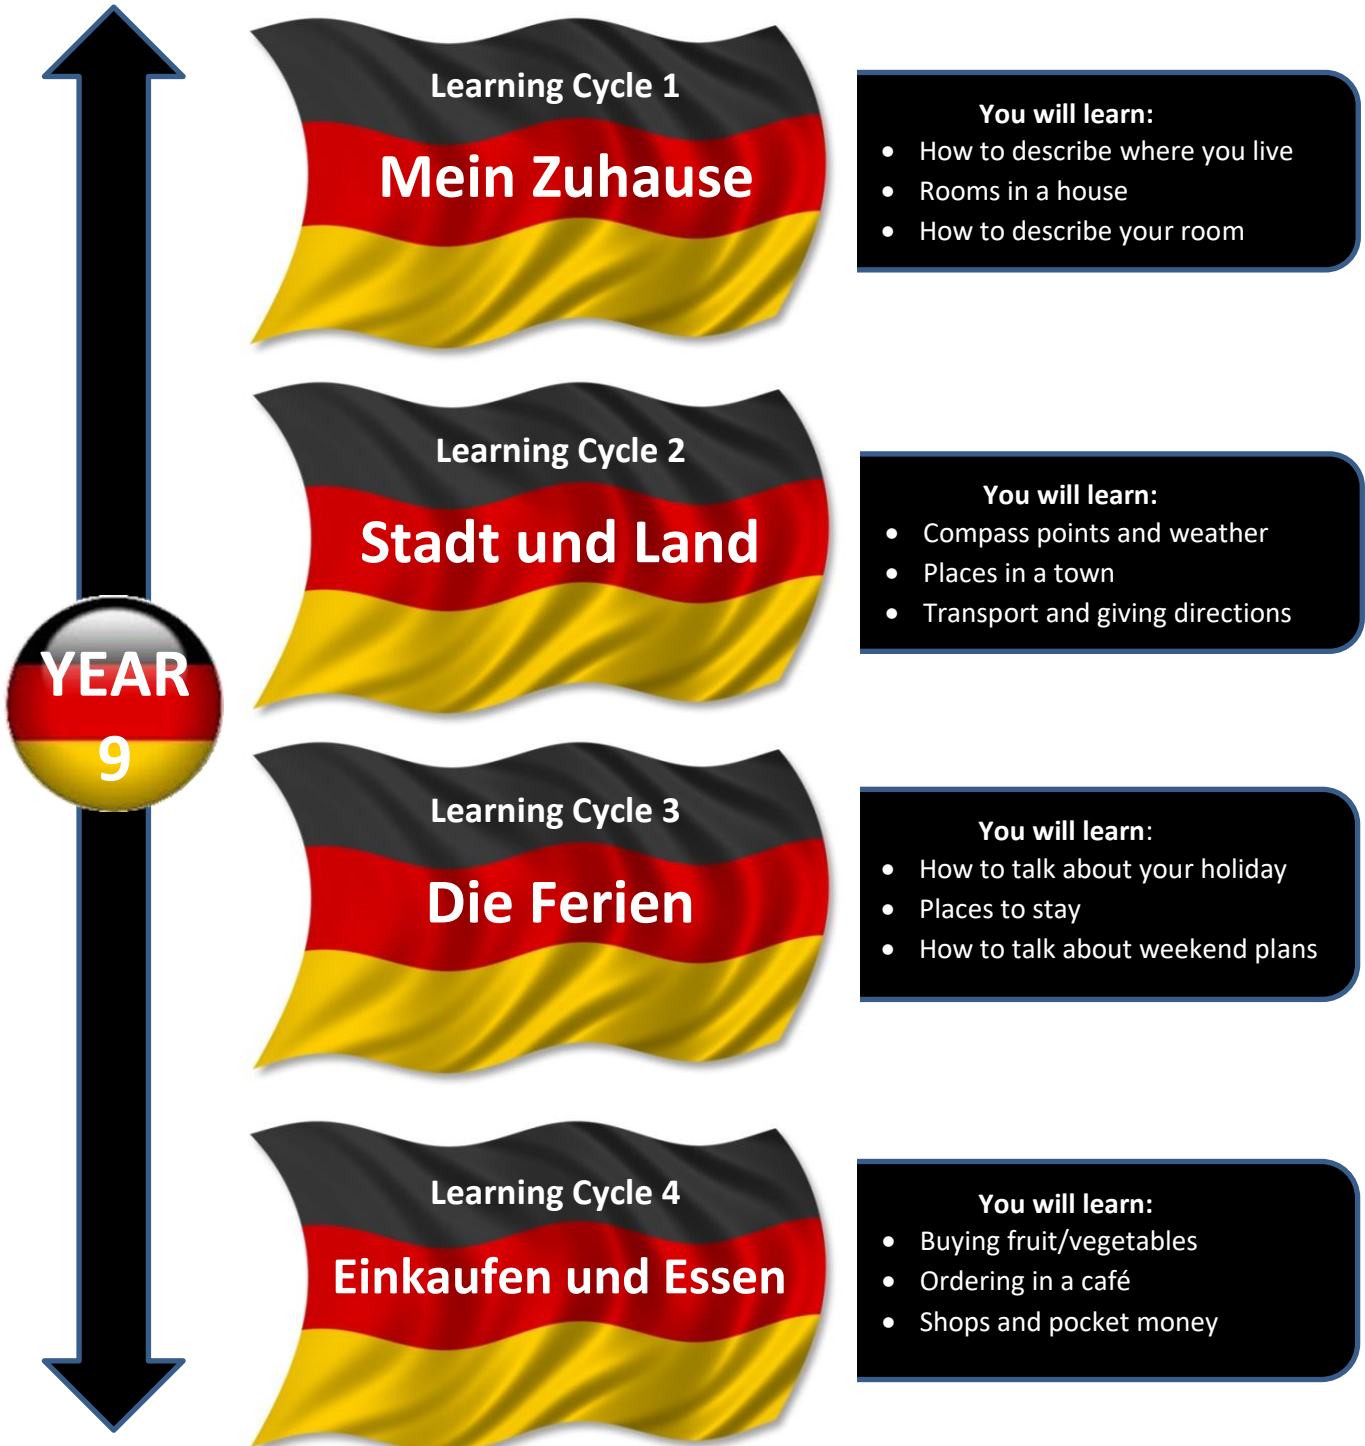 Learning Cycle 1
Mein Zuhause
You will learn:
• How to describe where you live
• Rooms in a house
• How to describe your room
Learning Cycle 2
Stadt und Land
You will learn:
• Compass points and weather
• Places in a town
• Transport and giving directions
YEAR
9
Learning Cycle 3
Die Ferien
You will learn:
• How to talk about your holiday
• Places to stay
• How to talk about weekend plans
Learning Cycle 4
Einkaufen und Essen
You will learn:
• Buying fruit/vegetables
• Ordering in a café
• Shops and pocket money